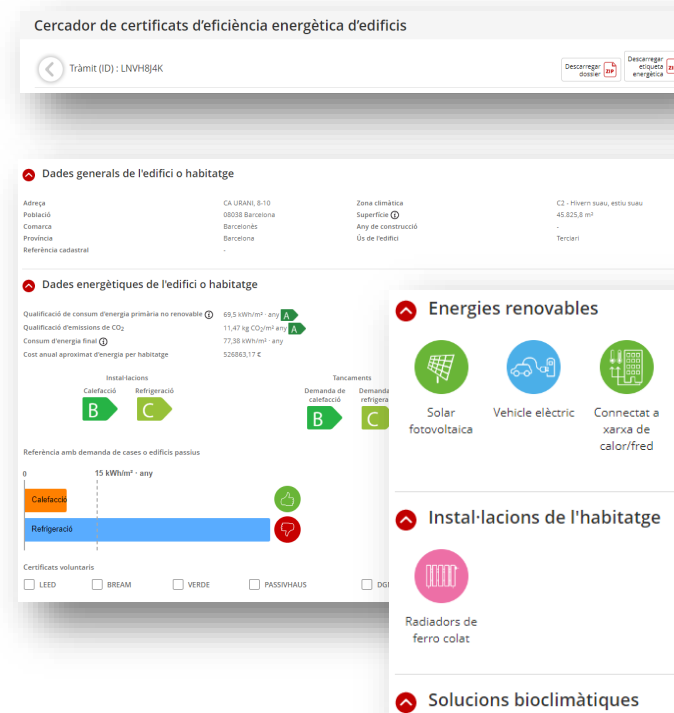 Cercador de certificats d'eficiència energètica d'edificis
Tràmit (ID) : LNVH8J4K
Descarregar
dossier
ZIP
Descarregar
etiqueta
energètica
Dades generals de l'edifici o habitatge
Adreça CA URANI, 8-10 Zona climàtica C2 - Hivern suau, estiu suau
Població 08038 Barcelona Superfície 45.825,8 m²
Comarca Barcelonès Any de construcció -
Província Barcelona Ús de l'edifici Terciari
Referència cadastral -
Dades energètiques de l'edifici o habitatge
Qualificació de consum d'energia primària no renovable 69,5 kWh/m² · any A
Qualificació d'emissions de CO₂ 11,47 kg CO₂/m² any A
Consum d'energia final 77,38 kWh/m² · any
Cost anual aproximat d'energia per habitatge 526863,17 €
Instal·lacions Tancaments
Calefacció Refrigeració Demanda de calefacció Demanda refrigera
B C B C
Referència amb demanda de cases o edificis passius
0 15 kWh/m² · any
Calefacció
Refrigeració
Certificats voluntaris
LEED BREAM VERDE PASSIVHAUS
Energies renovables
Solar
fotovoltaica
Vehicle elèctric
Connectat a
xarxa de
calor/fred
Instal·lacions de l'habitatge
Radiadors de
ferro colat
Solucions bioclimàtiques